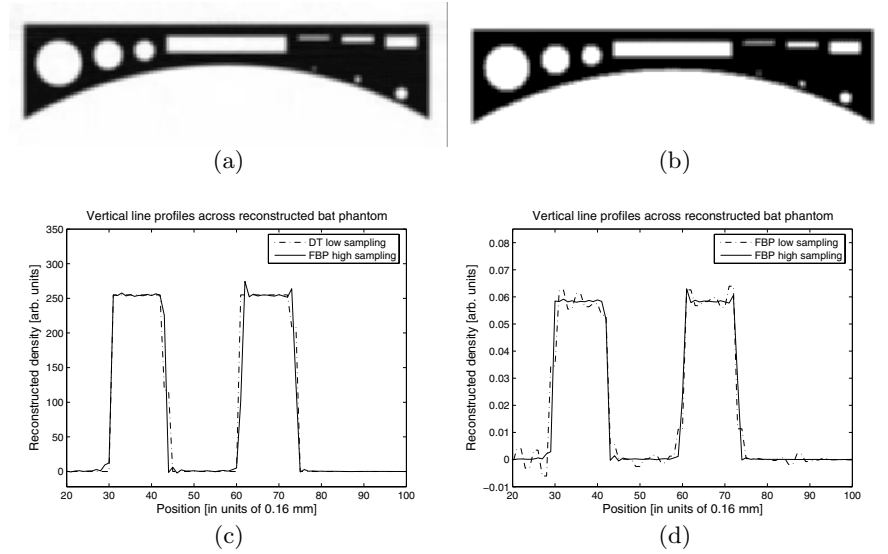 (a)
(b)
Vertical line profiles across reconstructed bat phantom
350
300
250
200
150
100
50
0
20 30 40 50 60 70 80 90 100
Reconstructed density [arb. units]
Position [in units of 0.16 mm]
DT low sampling
FBP high sampling
(c)
Vertical line profiles across reconstructed bat phantom
0.08
0.07
0.06
0.05
0.04
0.03
0.02
0.01
0
−0.01
20 30 40 50 60 70 80 90 100
Reconstructed density [arb. units]
Position [in units of 0.16 mm]
FBP low sampling
FBP high sampling
(d)